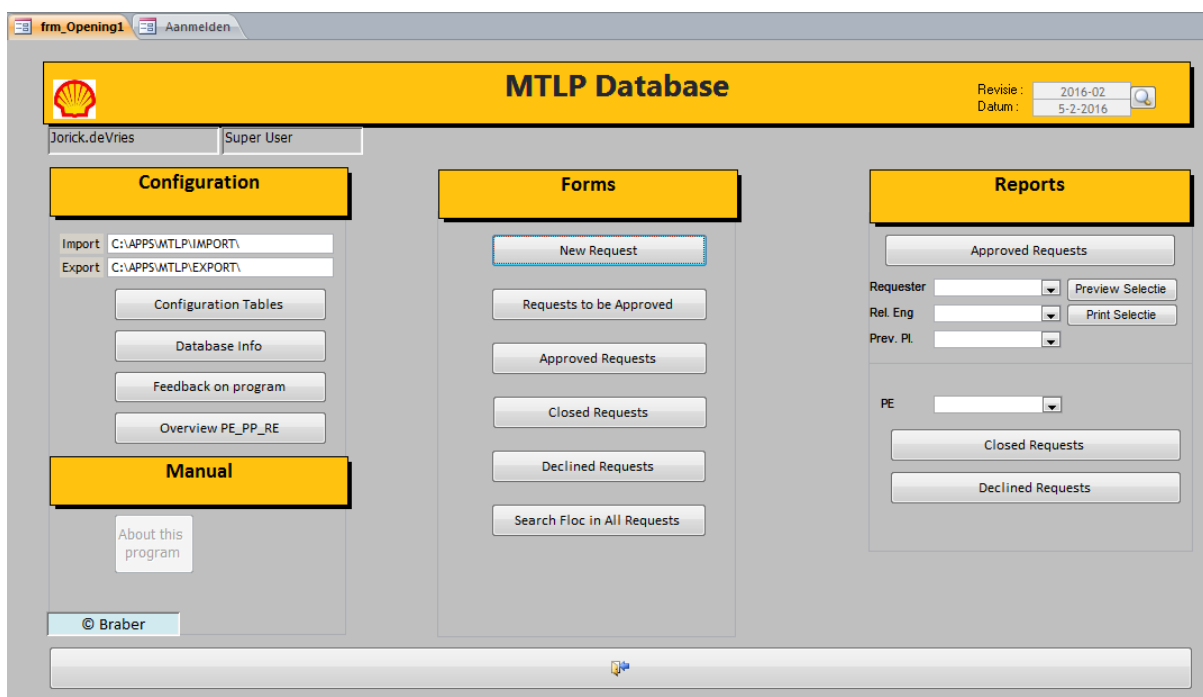 frm_Opening1 Aanmelden
MTLP Database
Revisie : 2016-02
Datum : 5-2-2016
Jorick.deVries Super User
Configuration
Import C:\APPS\MTLP\IMPORT\
Export C:\APPS\MTLP\EXPORT\
Configuration Tables
Database Info
Feedback on program
Overview PE_PP_RE
Manual
About this
program
© Braber
Forms
New Request
Requests to be Approved
Approved Requests
Closed Requests
Declined Requests
Search Floc in All Requests
Reports
Approved Requests
Requester Preview Selectie
Rel. Eng Print Selectie
Prev. Pl.
PE
Closed Requests
Declined Requests